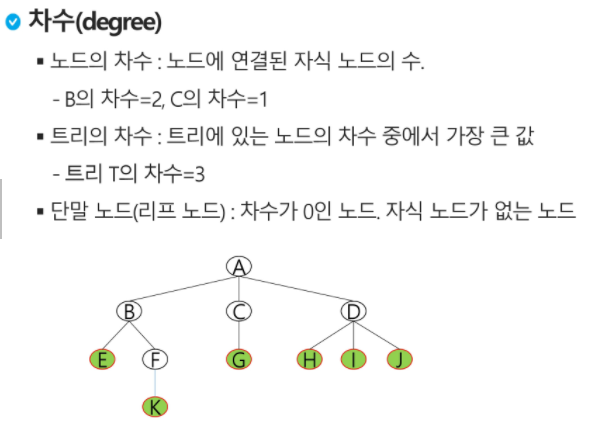 차수(degree)
▪ 노드의 차수 : 노드에 연결된 자식 노드의 수.
- B의 차수=2, C의 차수=1
▪ 트리의 차수 : 트리에 있는 노드의 차수 중에서 가장 큰 값
- 트리 T의 차수=3
▪ 단말 노드(리프 노드) : 차수가 0인 노드. 자식 노드가 없는 노드
A
B C D
E F G H I J
K